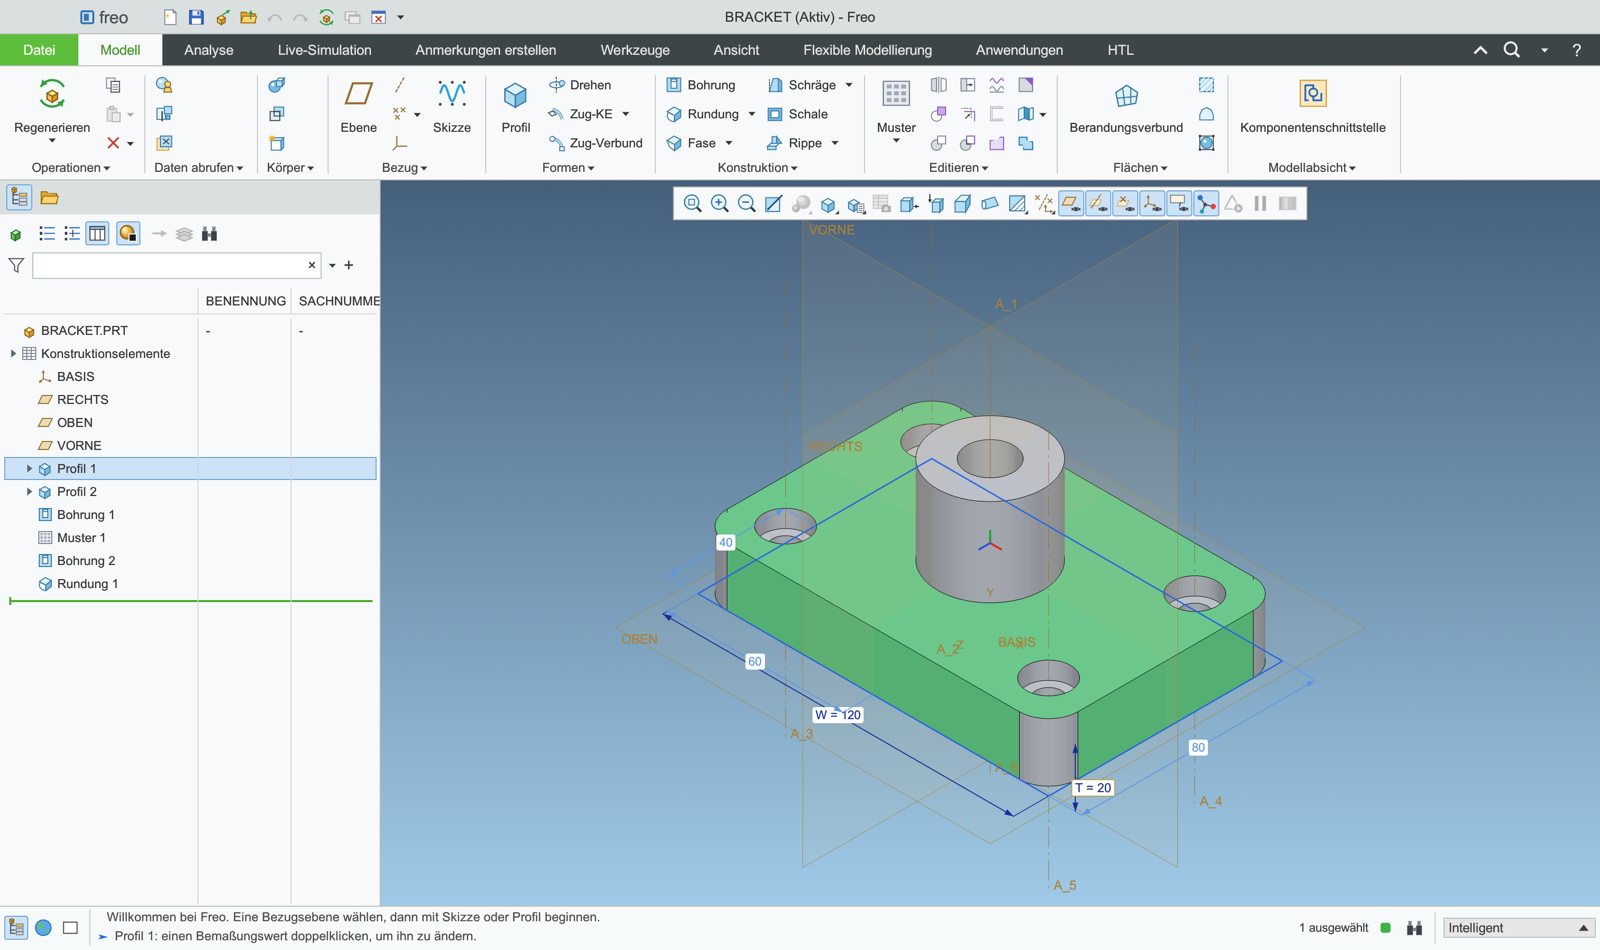 freo
BRACKET (Aktiv) - Freo
Datei
Modell
Analyse
Live-Simulation
Anmerkungen erstellen
Werkzeuge
Ansicht
Flexible Modellierung
Anwendungen
HTL
?
Regenerieren
Operationen
Daten abrufen
Körper
Ebene
Skizze
Bezug
Profil
Drehen
Zug-KE
Zug-Verbund
Formen
Bohrung
Rundung
Fase
Schräge
Schale
Rippe
Konstruktion
Muster
Editieren
Berandungsverbund
Flächen
Komponentenschnittstelle
Modellabsicht
BENENNUNG
SACHNUMME
BRACKET.PRT
-
-
Konstruktionselemente
BASIS
RECHTS
OBEN
VORNE
Profil 1
Profil 2
Bohrung 1
Muster 1
Bohrung 2
Rundung 1
VORNE
A_1
RECHTS
40
Y
OBEN
A_2
Z
BASIS
X
60
W = 120
A_3
80
A_6
T = 20
A_4
A_5
Willkommen bei Freo. Eine Bezugsebene wählen, dann mit Skizze oder Profil beginnen.
Profil 1: einen Bemaßungswert doppelklicken, um ihn zu ändern.
1 ausgewählt
Intelligent